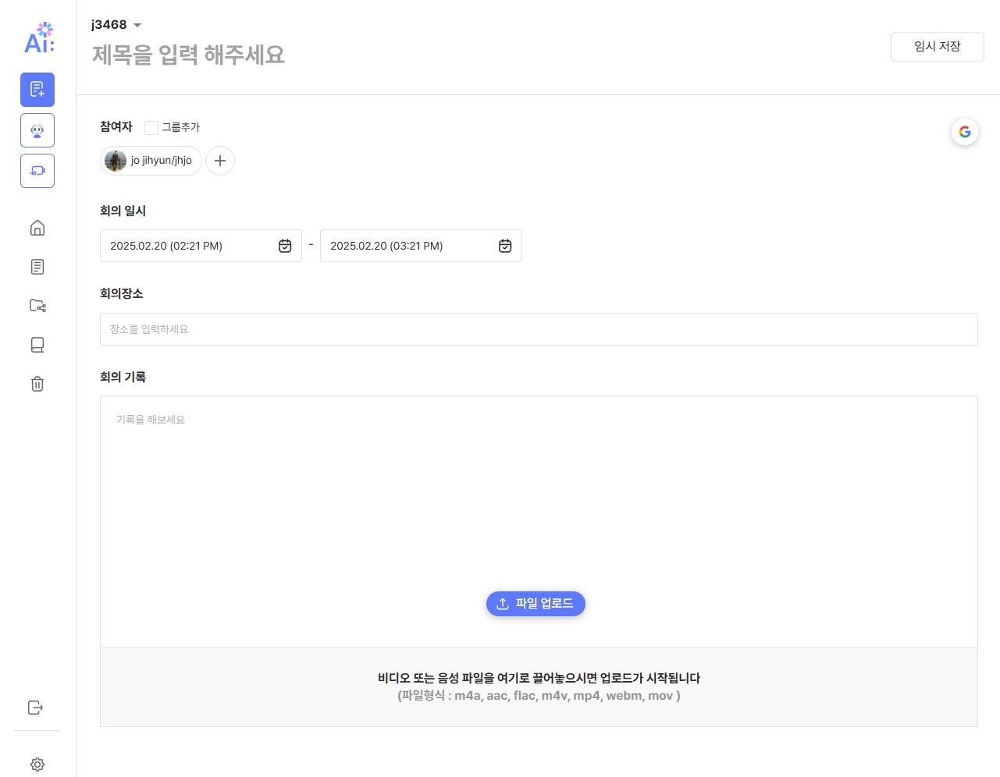 Ai:
j3468
제목을 입력 해주세요
임시 저장
참여자 그룹추가
jo jihyun/jhjo
회의 일시
2025.02.20 (02:21 PM) - 2025.02.20 (03:21 PM)
회의장소
장소를 입력하세요
회의 기록
기록을 해보세요
파일 업로드
비디오 또는 음성 파일을 여기로 끌어놓으시면 업로드가 시작됩니다
(파일형식 : m4a, aac, flac, m4v, mp4, webm, mov )